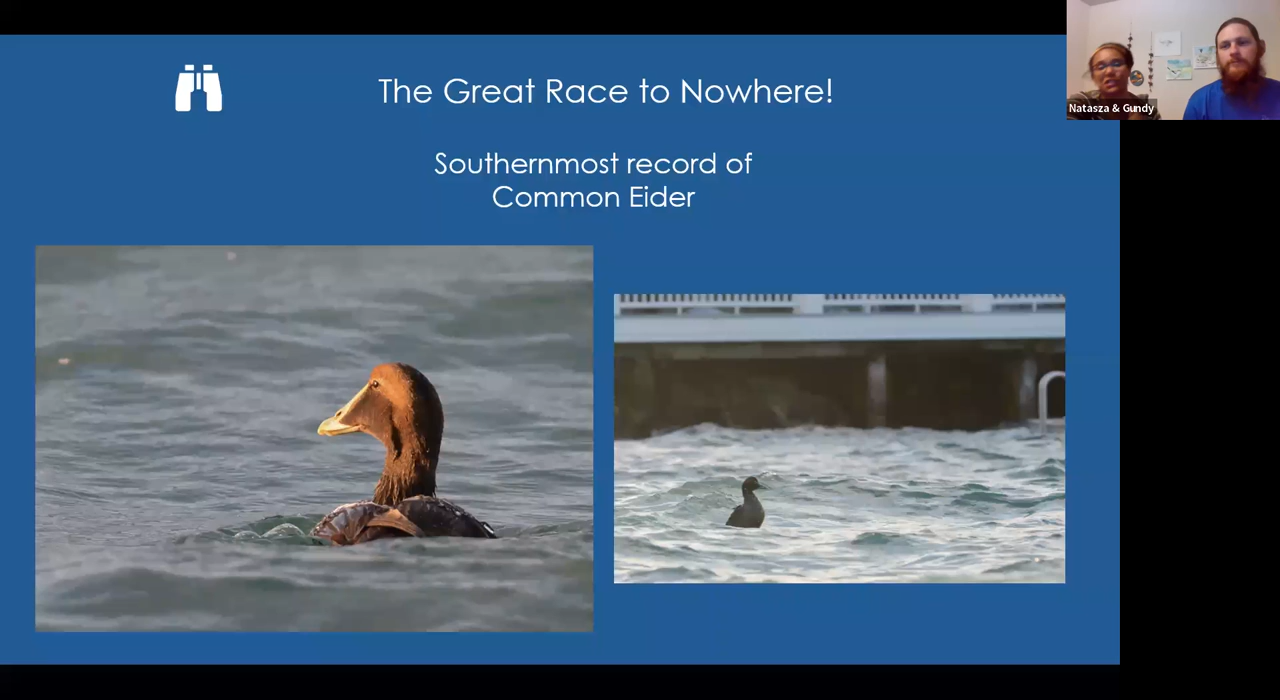 The Great Race to Nowhere!
Southernmost record of
Common Eider
Natasza & Gundy